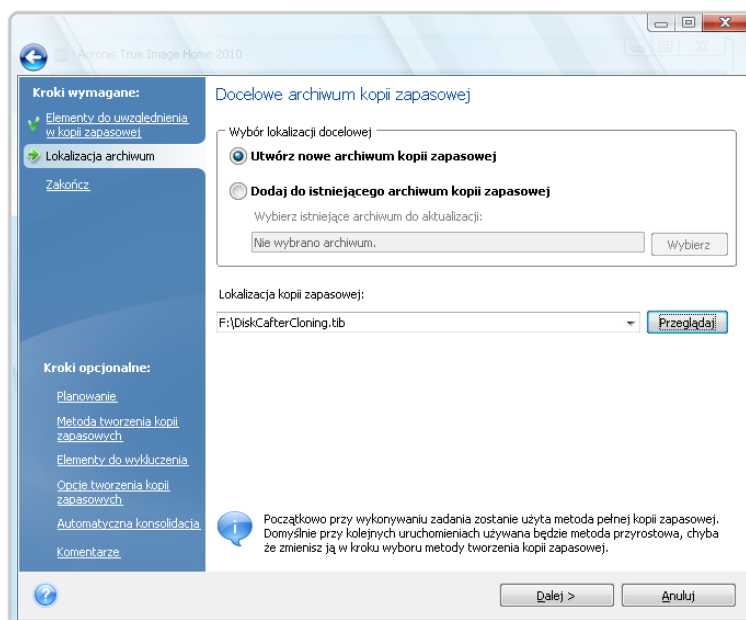 Acronis True Image Home 2010
Kroki wymagane:
Elementy do uwzględnienia
w kopii zapasowej
Lokalizacja archiwum
Zakończ
Docelowe archiwum kopii zapasowej
Wybór lokalizacji docelowej
Utwórz nowe archiwum kopii zapasowej
Dodaj do istniejącego archiwum kopii zapasowej
Wybierz istniejące archiwum do aktualizacji:
Nie wybrano archiwum.
Wybierz
Lokalizacja kopii zapasowej:
F:\DiskCafterCloning.tib
Przeglądaj
Kroki opcjonalne:
Planowanie
Metoda tworzenia kopii
zapasowych
Elementy do wykluczenia
Opcje tworzenia kopii
zapasowych
Automatyczna konsolidacja
Komentarze
Początkowo przy wykonywaniu zadania zostanie użyta metoda pełnej kopii zapasowej.
Domyślnie przy kolejnych uruchomieniach używana będzie metoda przyrostowa, chyba
że zmienisz ją w kroku wyboru metody tworzenia kopii zapasowej.
Dalej >
Anuluj